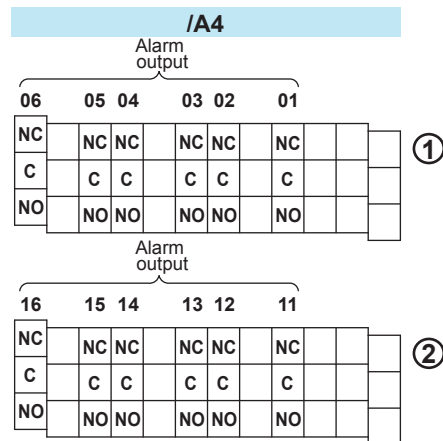 /A4
Alarm
output
06 05 04 03 02 01
NC NC NC NC NC NC
C C C C C C
NO NO NO NO NO NO
①
Alarm
output
16 15 14 13 12 11
NC NC NC NC NC NC
C C C C C C
NO NO NO NO NO NO
②